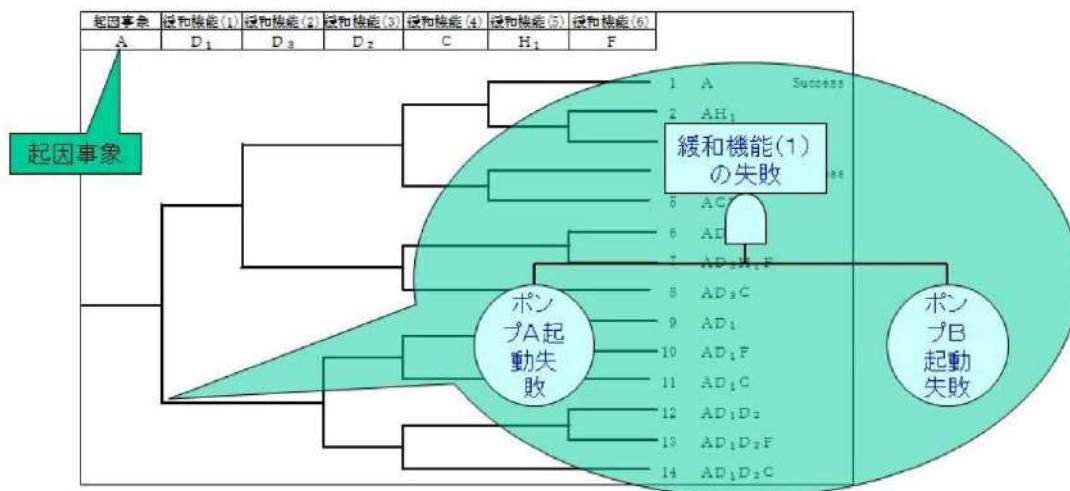 起因事象 緩和機能(1) 緩和機能(2) 緩和機能(3) 緩和機能(4) 緩和機能(5) 緩和機能(6)
A D₁ D₃ D₂ C H₁ F
起因事象
1 A Success
2 AH₁
緩和機能(1)
の失敗
5
6
7
8 AD₃C
9 AD₁
10 AD₁F
11 AD₁C
12 AD₁D₂
13 AD₁D₂F
14 AD₁D₂C
ポン
プA起
動失
敗
ポン
プB
起動
失敗